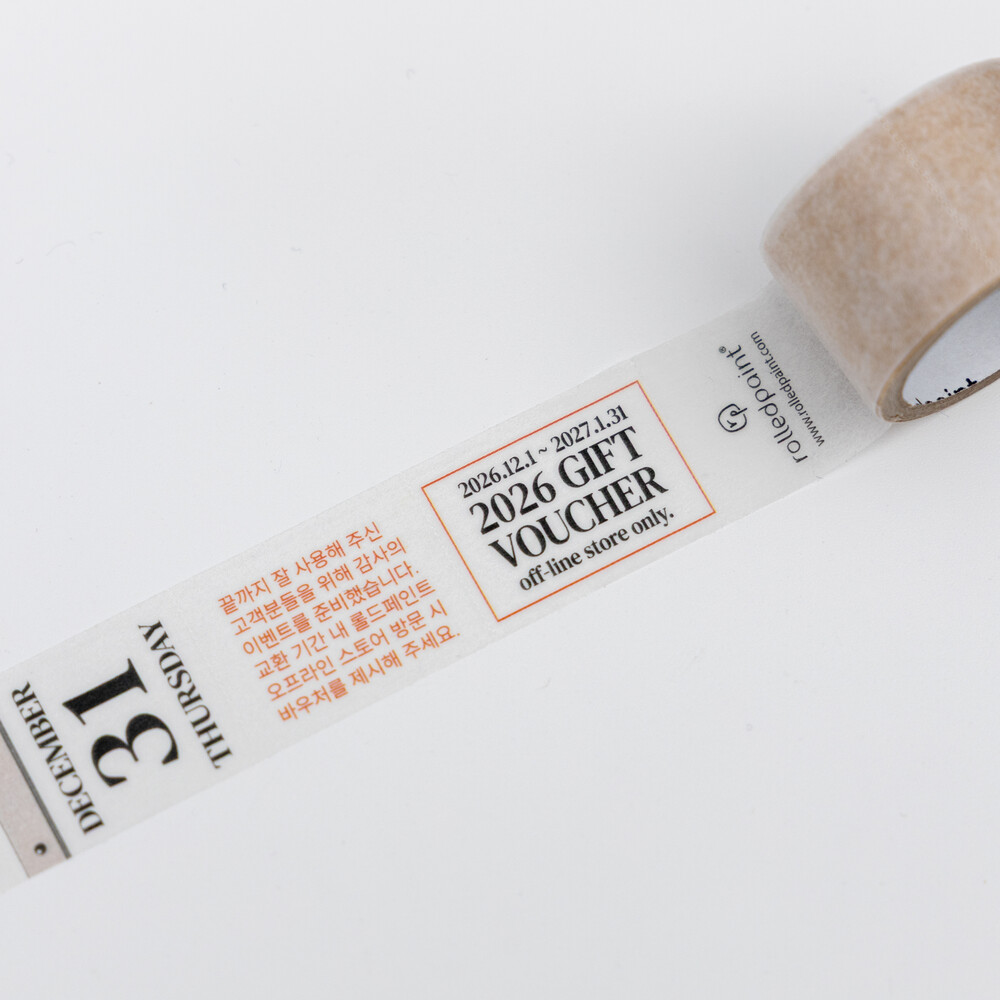 DECEMBER
31
THURSDAY
끝까지 잘 사용해 주신
고객분들을 위해 감사의
이벤트를 준비했습니다.
교환 기간 내 롤드페인트
오프라인 스토어 방문 시
바우처를 제시해 주세요.
2026.12.1 ~ 2027.1.31
2026 GIFT
VOUCHER
off-line store only.
rolledpaint®
www.rolledpaint.com